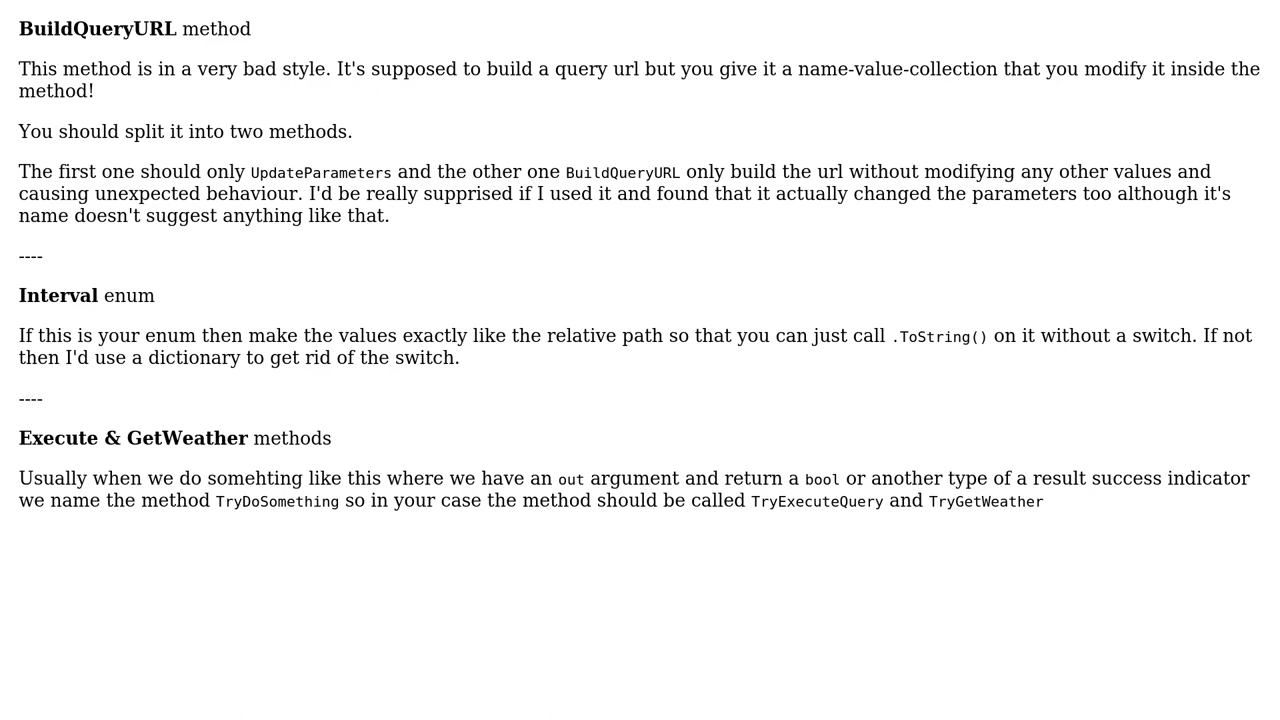 BuildQueryURL method
This method is in a very bad style. It's supposed to build a query url but you give it a name-value-collection that you modify it inside the
method!
You should split it into two methods.
The first one should only UpdateParameters and the other one BuildQueryURL only build the url without modifying any other values and
causing unexpected behaviour. I'd be really supprised if I used it and found that it actually changed the parameters too although it's
name doesn't suggest anything like that.
----
Interval enum
If this is your enum then make the values exactly like the relative path so that you can just call .ToString() on it without a switch. If not
then I'd use a dictionary to get rid of the switch.
----
Execute & GetWeather methods
Usually when we do somehting like this where we have an out argument and return a bool or another type of a result success indicator
we name the method TryDoSomething so in your case the method should be called TryExecuteQuery and TryGetWeather